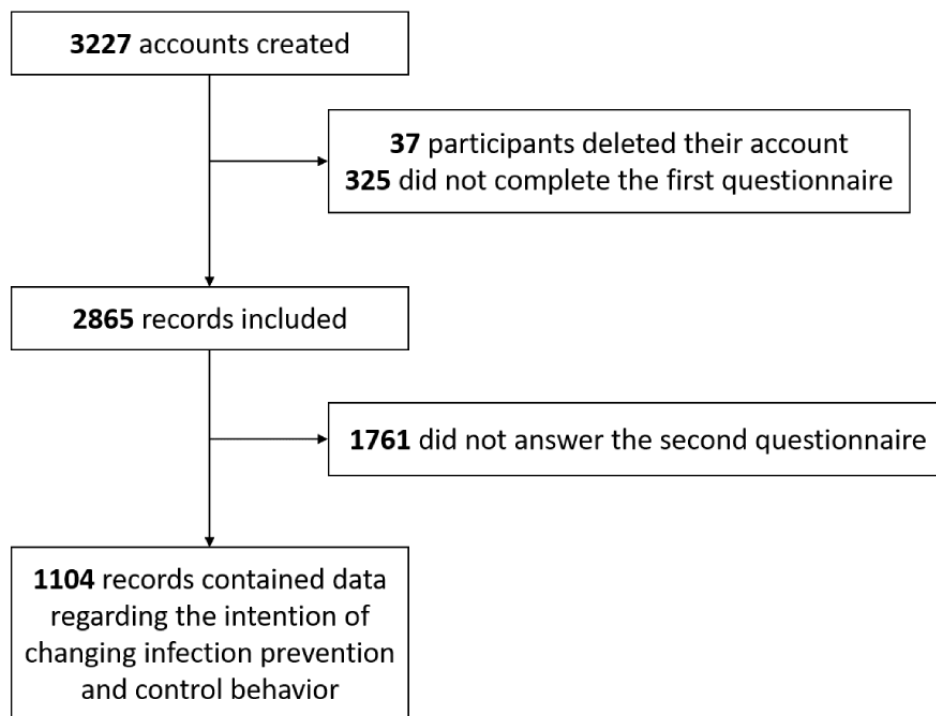 3227 accounts created
37 participants deleted their account
325 did not complete the first questionnaire
2865 records included
1761 did not answer the second questionnaire
1104 records contained data
regarding the intention of
changing infection prevention
and control behavior